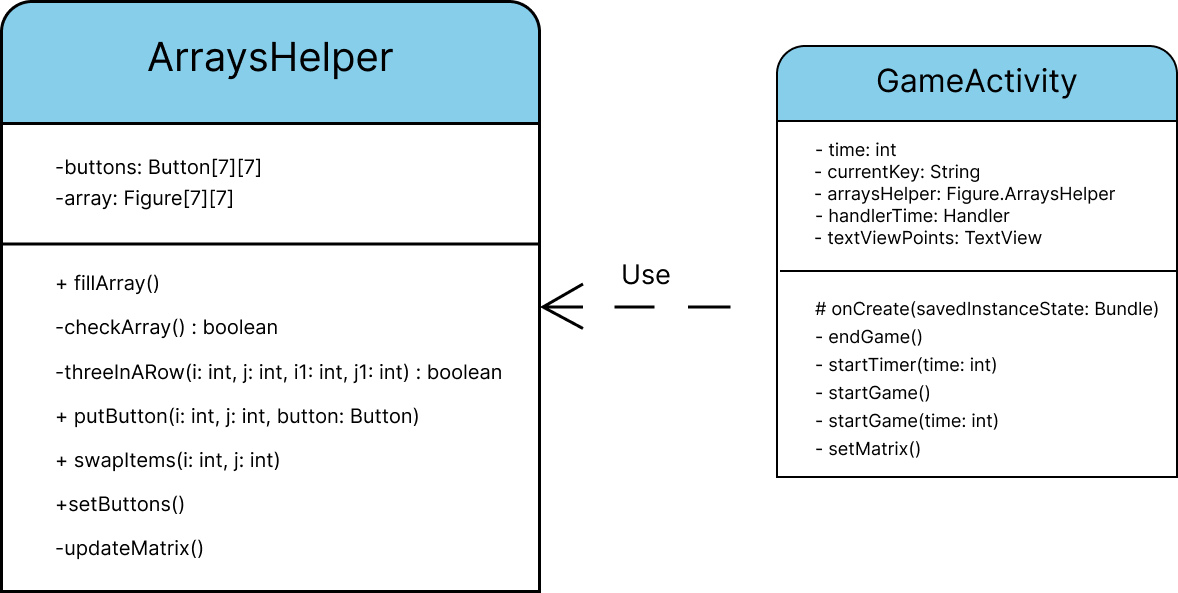 ArraysHelper
-buttons: Button[7][7]
-array: Figure[7][7]
+ fillArray()
-checkArray() : boolean
-threeInARow(i: int, j: int, i1: int, j1: int) : boolean
+ putButton(i: int, j: int, button: Button)
+ swapItems(i: int, j: int)
+setButtons()
-updateMatrix()
Use
GameActivity
- time: int
- currentKey: String
- arraysHelper: Figure.ArraysHelper
- handlerTime: Handler
- textViewPoints: TextView
# onCreate(savedInstanceState: Bundle)
- endGame()
- startTimer(time: int)
- startGame()
- startGame(time: int)
- setMatrix()